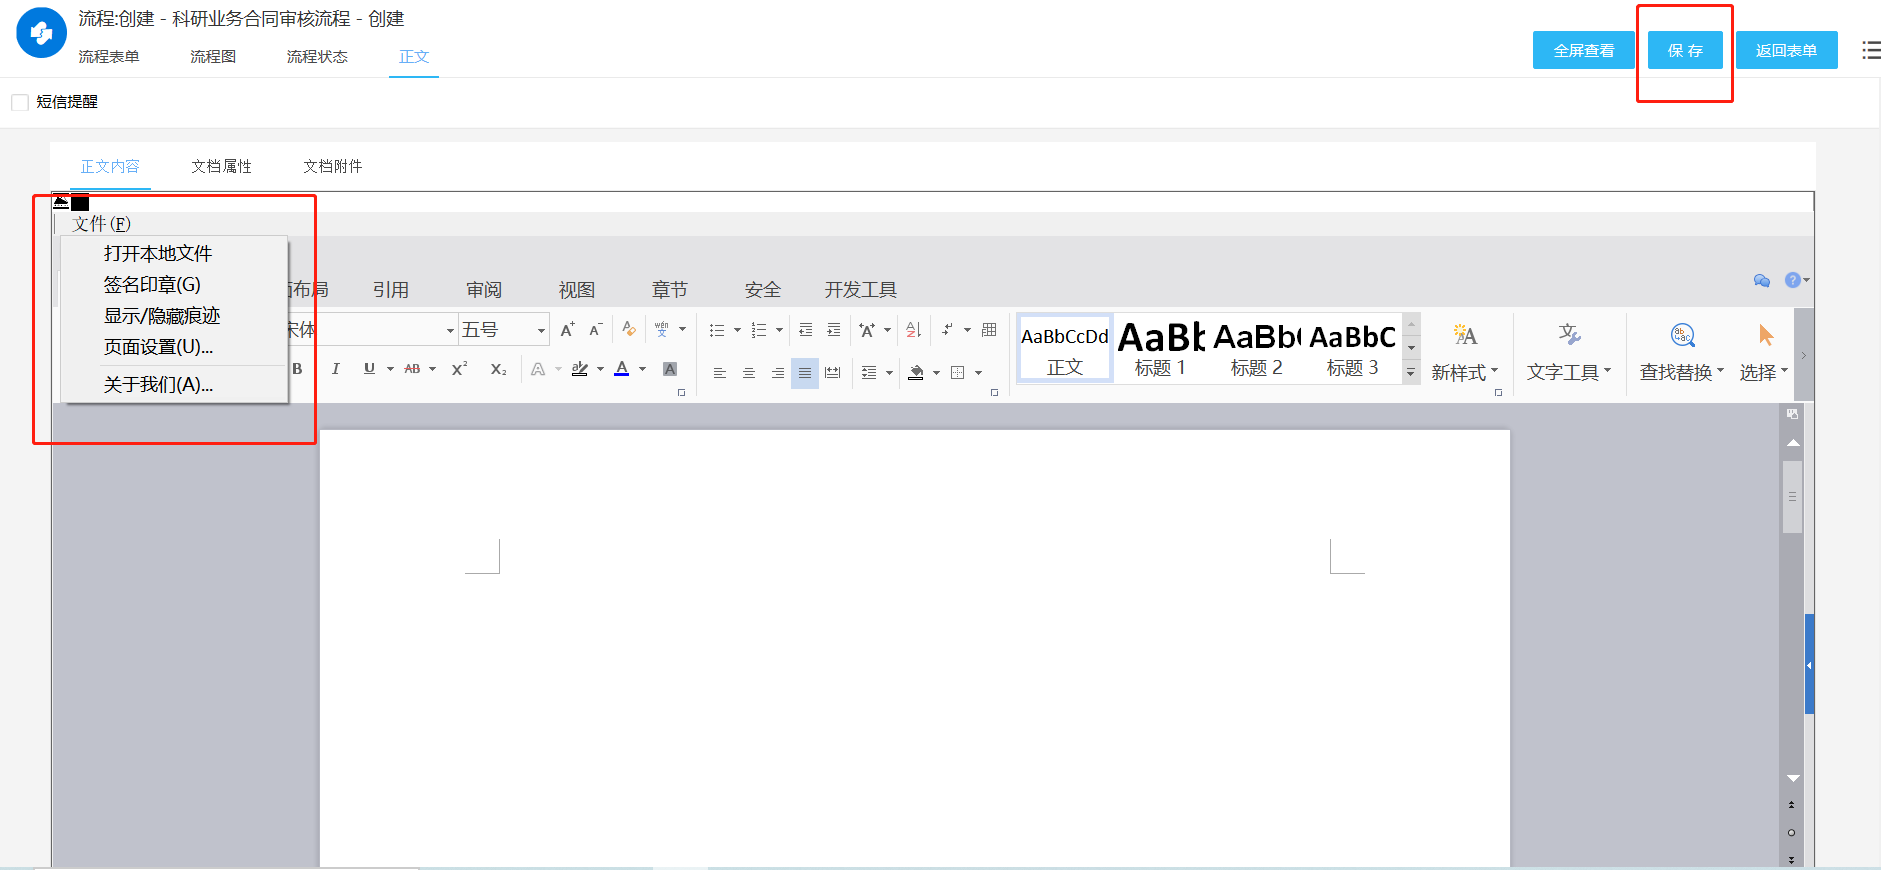 流程:创建 - 科研业务合同审核流程 - 创建
流程表单 流程图 流程状态 正文
全屏查看 保 存 返回表单
短信提醒
正文内容 文档属性 文档附件
文件(F)
打开本地文件
签名印章(G)
显示/隐藏痕迹
页面设置(U)...
关于我们(A)...
面布局 引用 审阅 视图 章节 安全 开发工具
宋体 五号
AaBbCcDd AaBb AaBb( AaBbC
正文 标题 1 标题 2 标题 3
新样式 文字工具 查找替换 选择